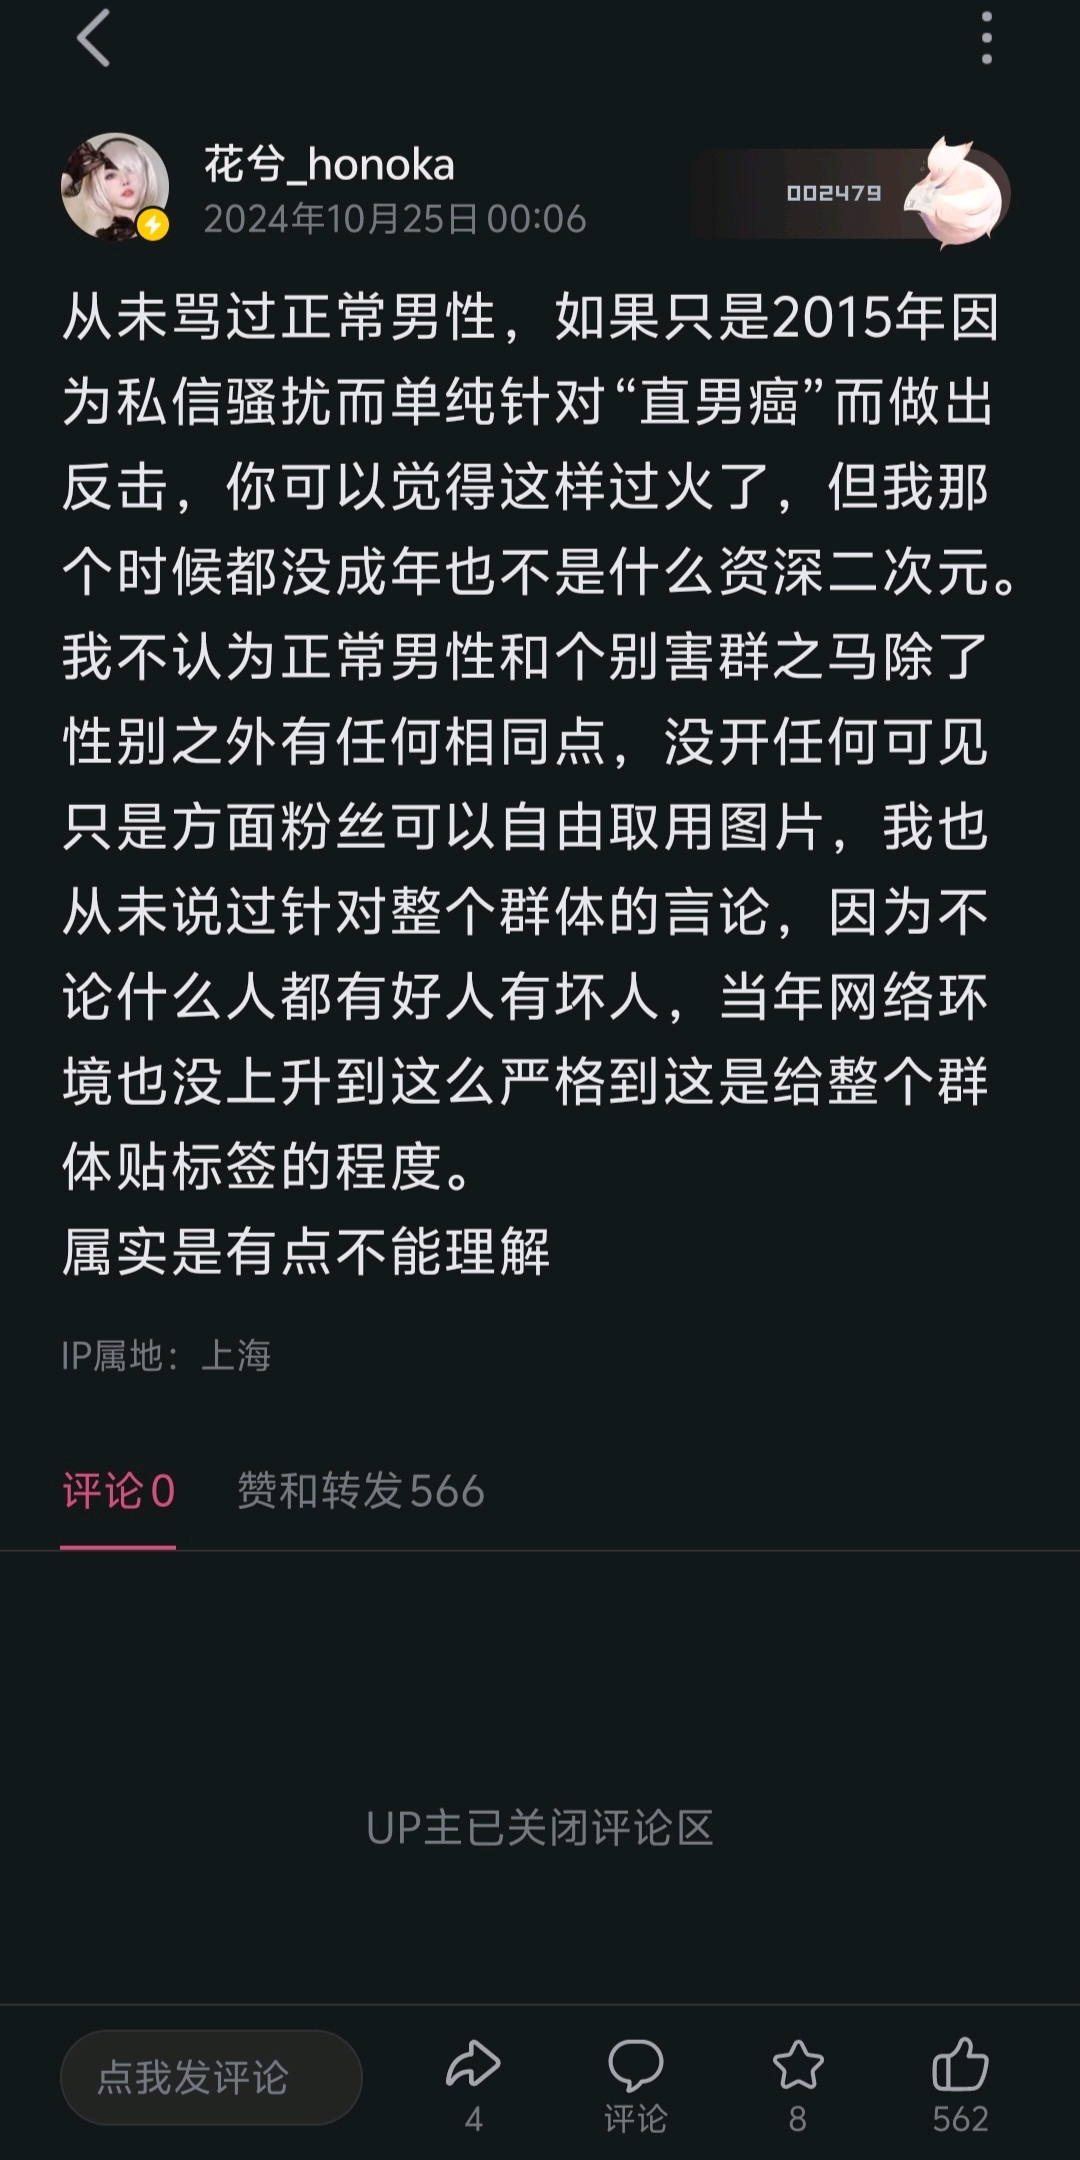 花兮_honoka
2024年10月25日 00:06
002479
从未骂过正常男性，如果只是2015年因
为私信骚扰而单纯针对“直男癌”而做出
反击，你可以觉得这样过火了，但我那
个时候都没成年也不是什么资深二次元。
我不认为正常男性和个别害群之马除了
性别之外有任何相同点，没开任何可见
只是方面粉丝可以自由取用图片，我也
从未说过针对整个群体的言论，因为不
论什么人都有好人有坏人，当年网络环
境也没上升到这么严格到这是给整个群
体贴标签的程度。
属实是有点不能理解
IP属地：上海
评论0 赞和转发566
UP主已关闭评论区
点我发评论 4 评论 8 562